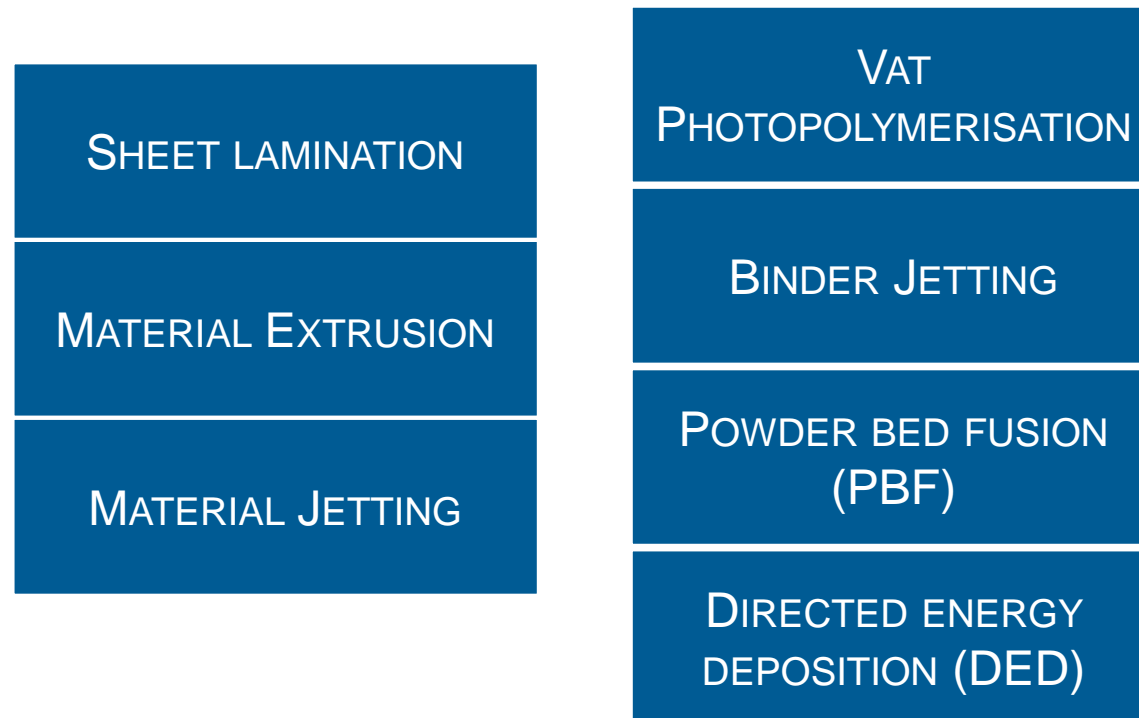 Sheet lamination
Material Extrusion
Material Jetting
Vat
Photopolymerisation
Binder Jetting
Powder bed fusion
(PBF)
Directed energy
deposition (DED)